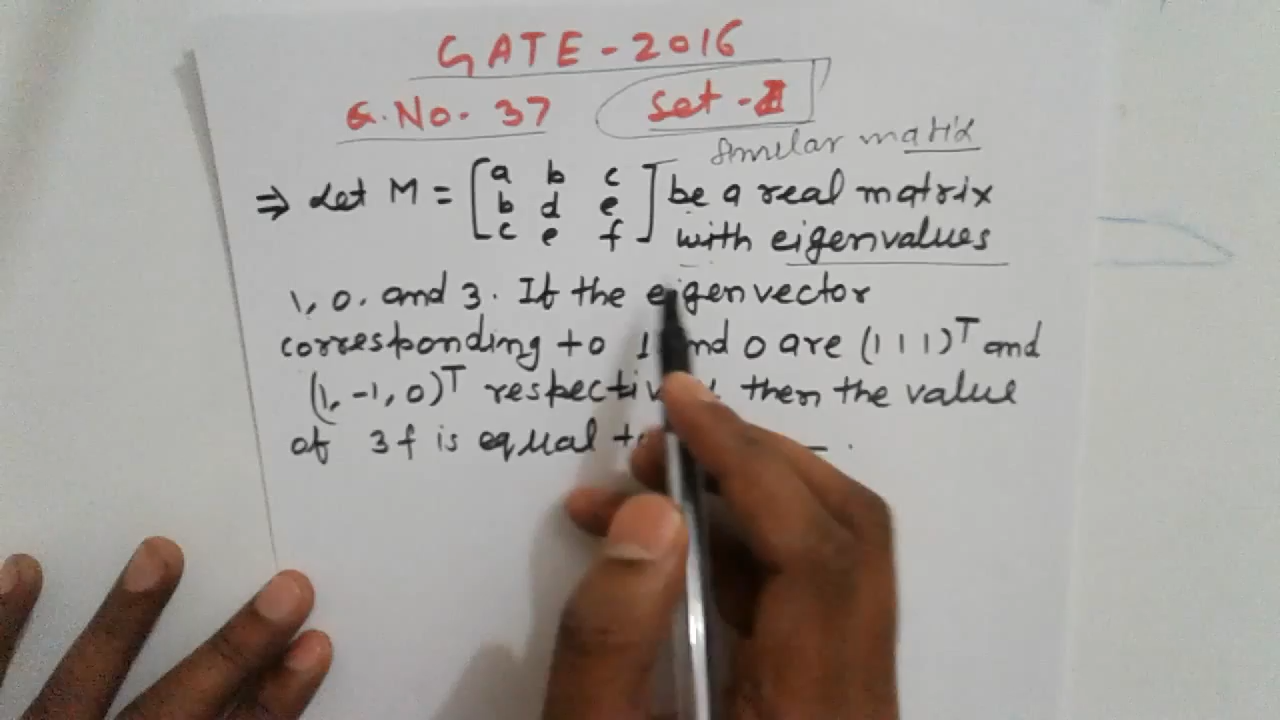 GATE - 2016
Q. No. 37 Set -
Similar matrix
⇒ Let M = [a b c be a real matrix
b d e
c e f] with eigenvalues
1, 0. and 3. If the eigenvector
corresponding to 1 and 0 are (1 1 1)ᵀ and
(1, -1, 0)ᵀ then the value
of 3f is equal to _ .